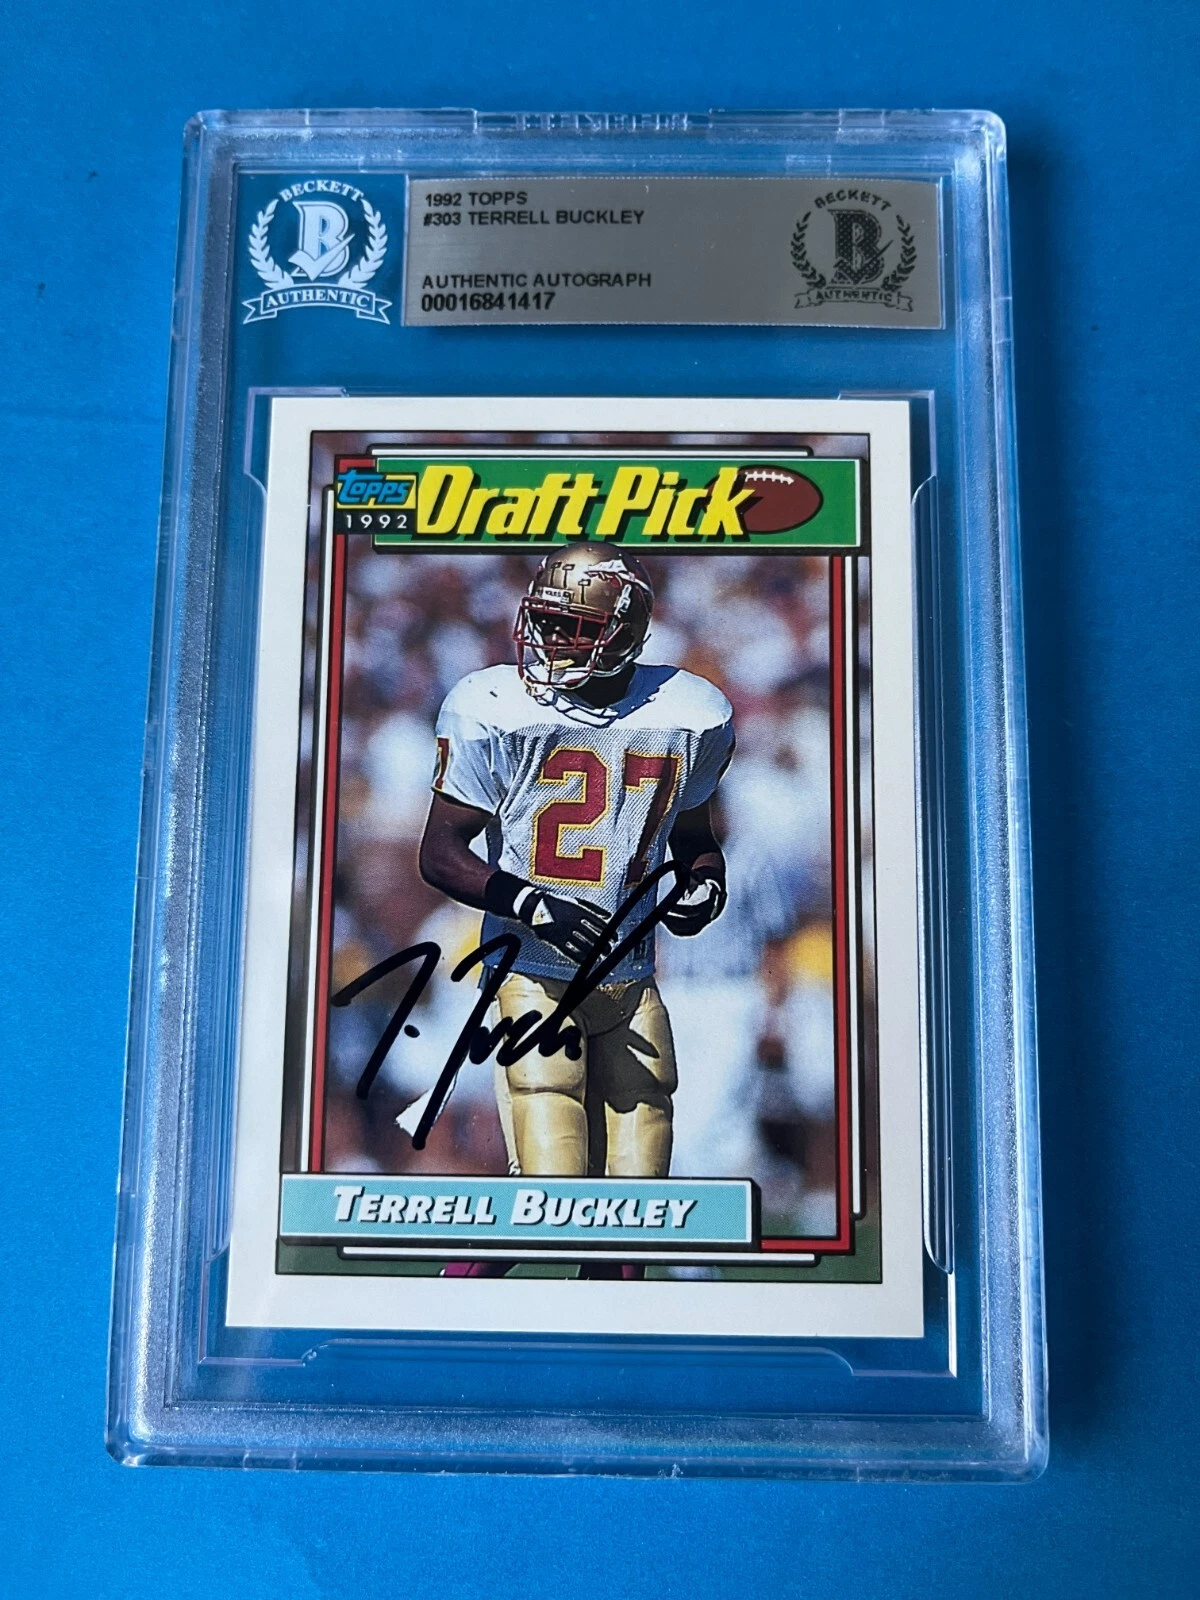 BECKETT
B
AUTHENTIC
1992 TOPPS
#303 TERRELL BUCKLEY
AUTHENTIC AUTOGRAPH
00016841417
BECKETT
B
AUTHENTIC
Topps
1992
Draft Pick
27
TERRELL BUCKLEY